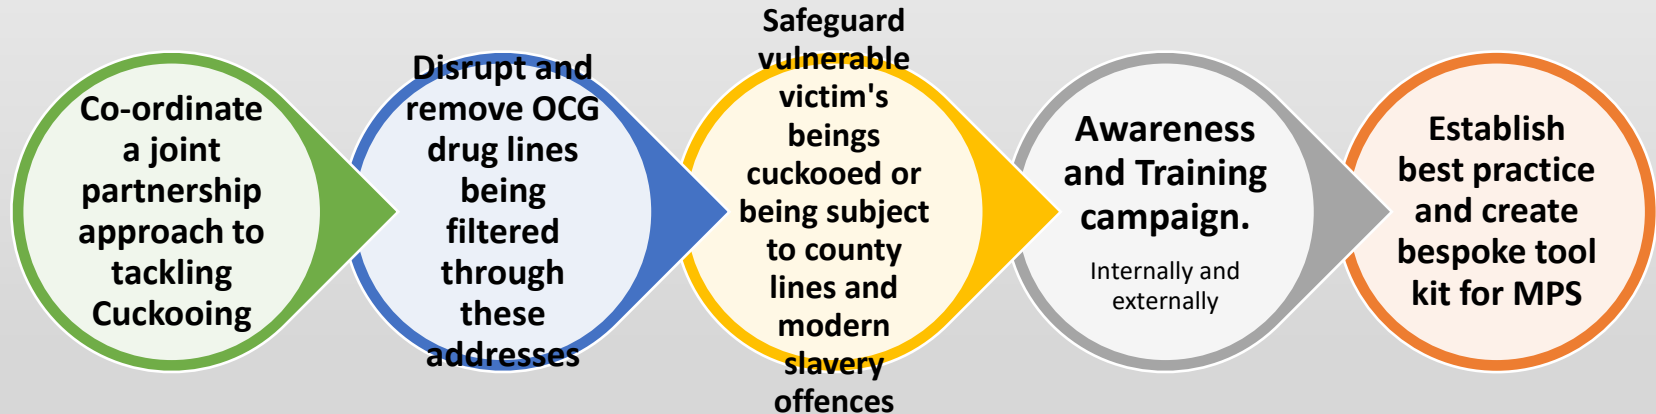 Co-ordinate
a joint
partnership
approach to
tackling
Cuckooing
Disrupt and
remove OCG
drug lines
being
filtered
through
these
addresses
Safeguard
vulnerable
victim's
beings
cuckooed or
being subject
to county
lines and
modern
slavery
offences
Awareness
and Training
campaign.
Internally and
externally
Establish
best practice
and create
bespoke tool
kit for MPS